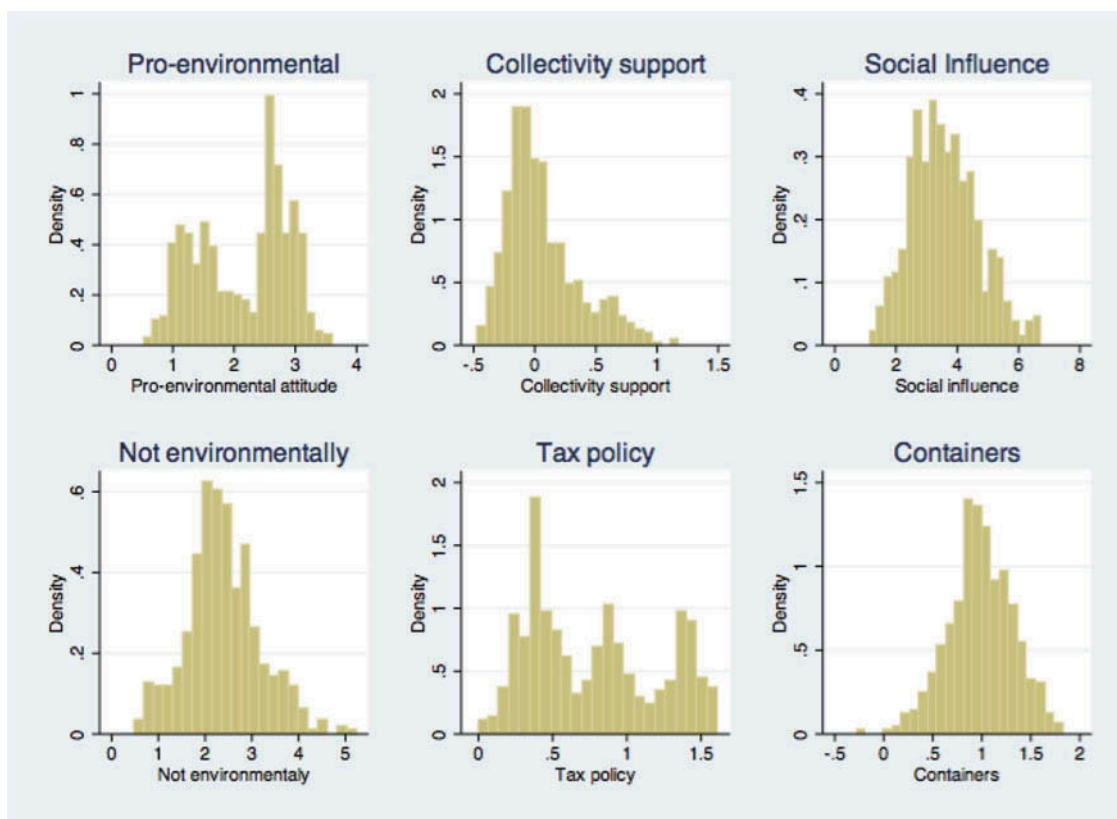 Pro-environmental
Density
0 .2 .4 .6 .8 1
0 1 2 3 4
Pro-environmental attitude
Collectivity support
Density
0 .5 1 1.5 2
-.5 0 .5 1 1.5
Collectivity support
Social Influence
Density
0 .1 .2 .3 .4
0 2 4 6 8
Social influence
Not environmentally
Density
0 .2 .4 .6
0 1 2 3 4 5
Not environmentaly
Tax policy
Density
0 .5 1 1.5 2
0 .5 1 1.5
Tax policy
Containers
Density
0 .5 1 1.5
-.5 0 .5 1 1.5 2
Containers